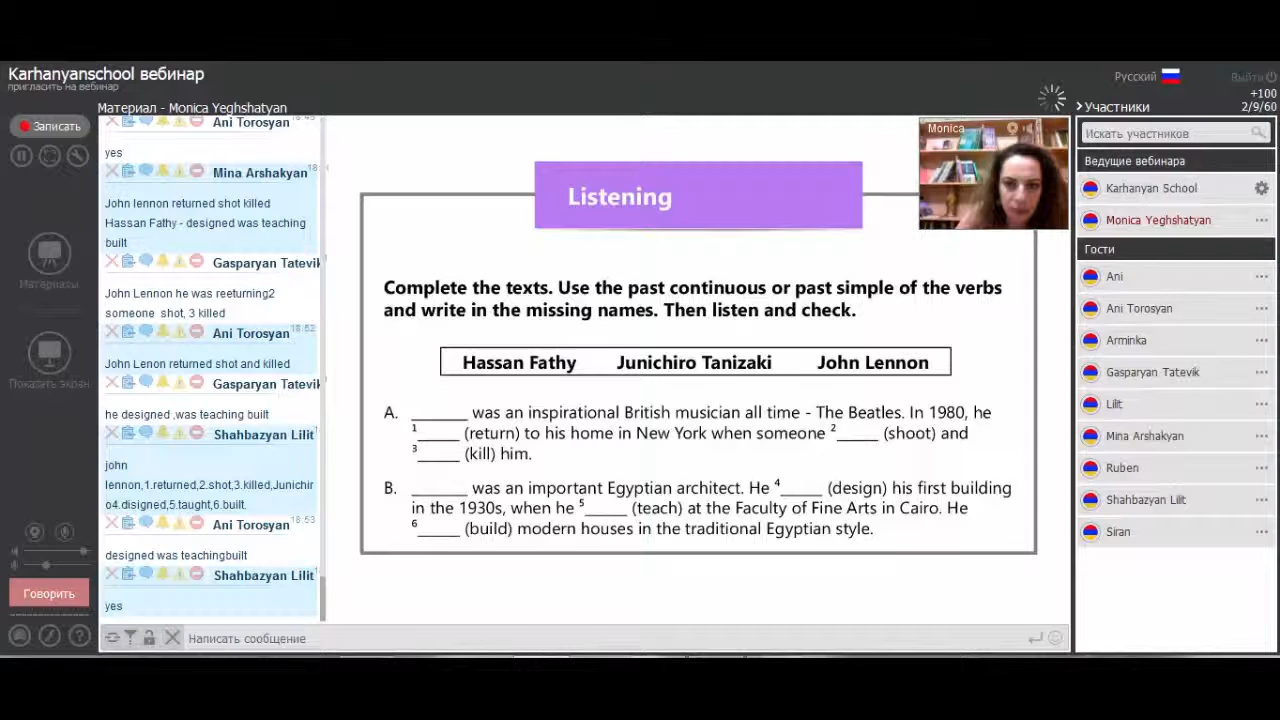 Karhanyanschool вебинар
пригласить на вебинар
Русский
Выйти
+100
2/9/60
Материал - Monica Yeghshatyan
Участники
Записать
Материалы
Показать экран
Говорить
Ani Torosyan
yes
Mina Arshakyan
John lennon returned shot killed
Hassan Fathy - designed was teaching
built
Gasparyan Tatevik
John Lennon he was reeturning2
someone shot, 3 killed
Ani Torosyan 18:52
John Lenon returned shot and killed
Gasparyan Tatevik
he designed ,was teaching built
Shahbazyan Lilit
john
lennon,1.returned,2.shot,3.killed,Junichir
o4.disigned,5.taught,6.built.
Ani Torosyan 18:53
designed was teachingbuilt
Shahbazyan Lilit
yes
Написать сообщение
Listening
Complete the texts. Use the past continuous or past simple of the verbs
and write in the missing names. Then listen and check.
Hassan Fathy Junichiro Tanizaki John Lennon
A. ______ was an inspirational British musician all time - The Beatles. In 1980, he
1_____ (return) to his home in New York when someone 2_____ (shoot) and
3_____ (kill) him.
B. ______ was an important Egyptian architect. He 4_____ (design) his first building
in the 1930s, when he 5_____ (teach) at the Faculty of Fine Arts in Cairo. He
6_____ (build) modern houses in the traditional Egyptian style.
Monica
Искать участников
Ведущие вебинара
Karhanyan School
Monica Yeghshatyan
Гости
Ani
Ani Torosyan
Arminka
Gasparyan Tatevik
Lilit
Mina Arshakyan
Ruben
Shahbazyan Lilit
Siran